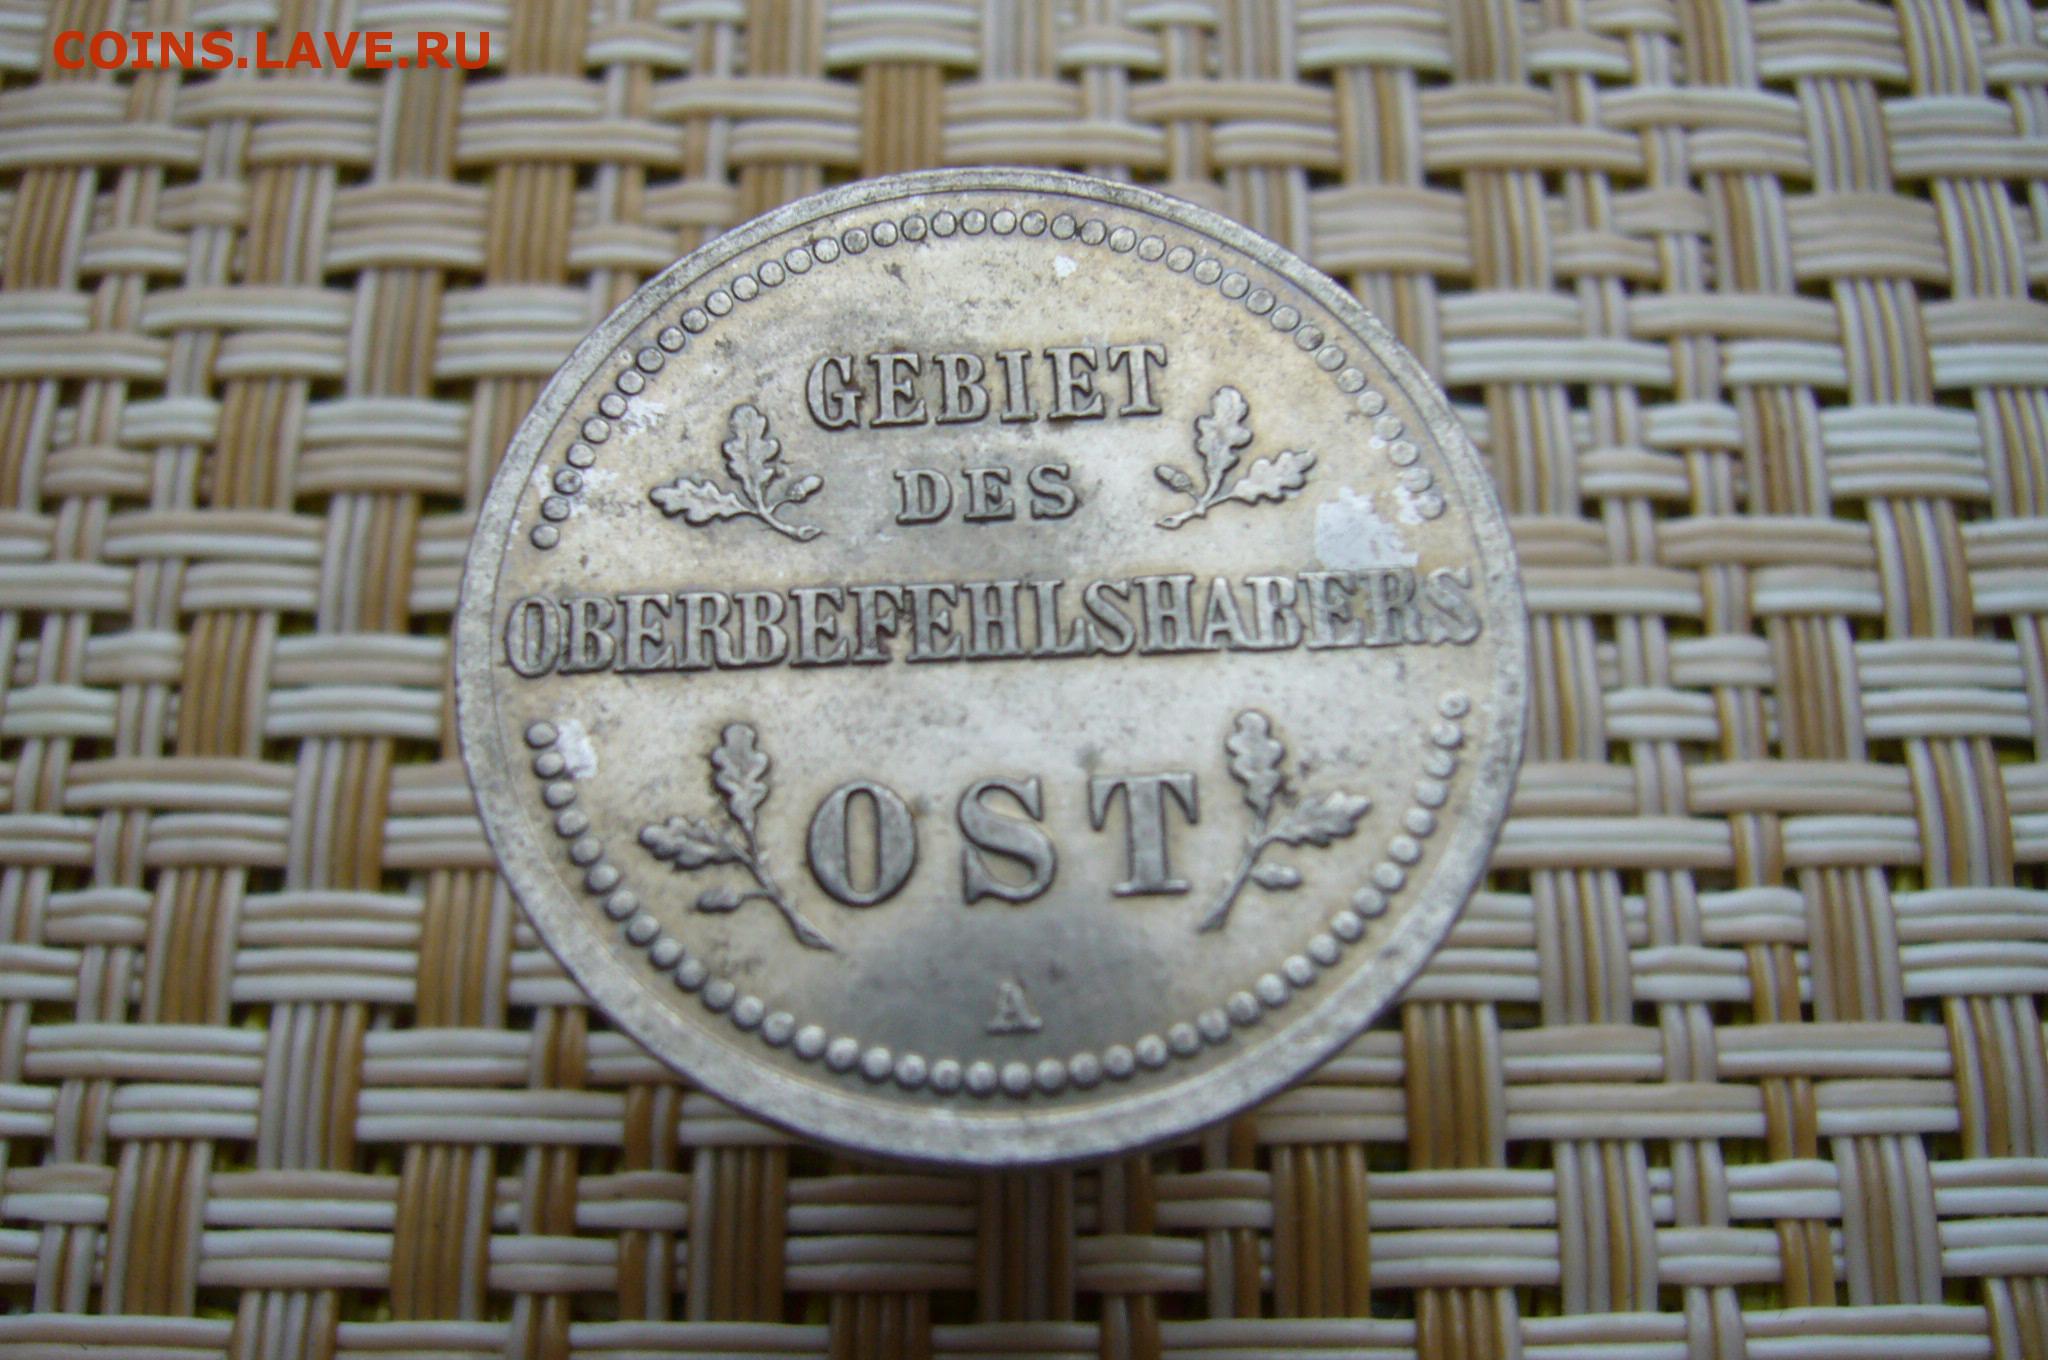 COINS.LAVE.RU
GEBIET
DES
OBERBEFEHLSHABERS
OST
A